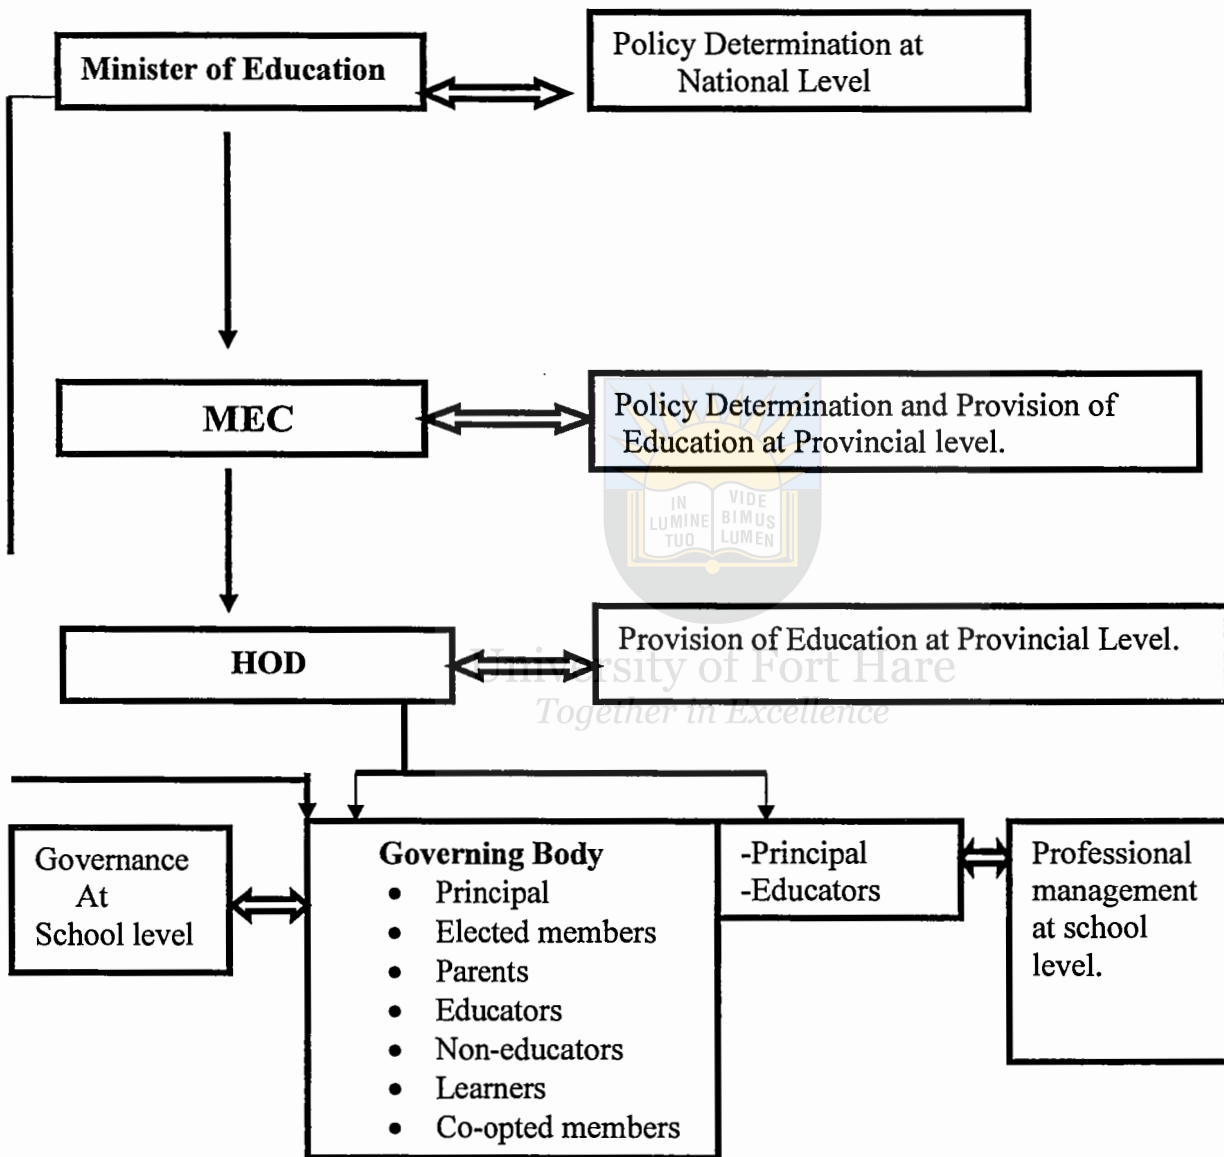 Minister of Education
Policy Determination at
National Level
MEC
Policy Determination and Provision of
Education at Provincial level.
IN
LUMINE
TUO
VIDE
BIMUS
LUMEN
HOD
Provision of Education at Provincial Level.
University of Fort Hare
Together in Excellence
Governance
At
School level
Governing Body
• Principal
• Elected members
• Parents
• Educators
• Non-educators
• Learners
• Co-opted members
-Principal
-Educators
Professional
management
at school
level.